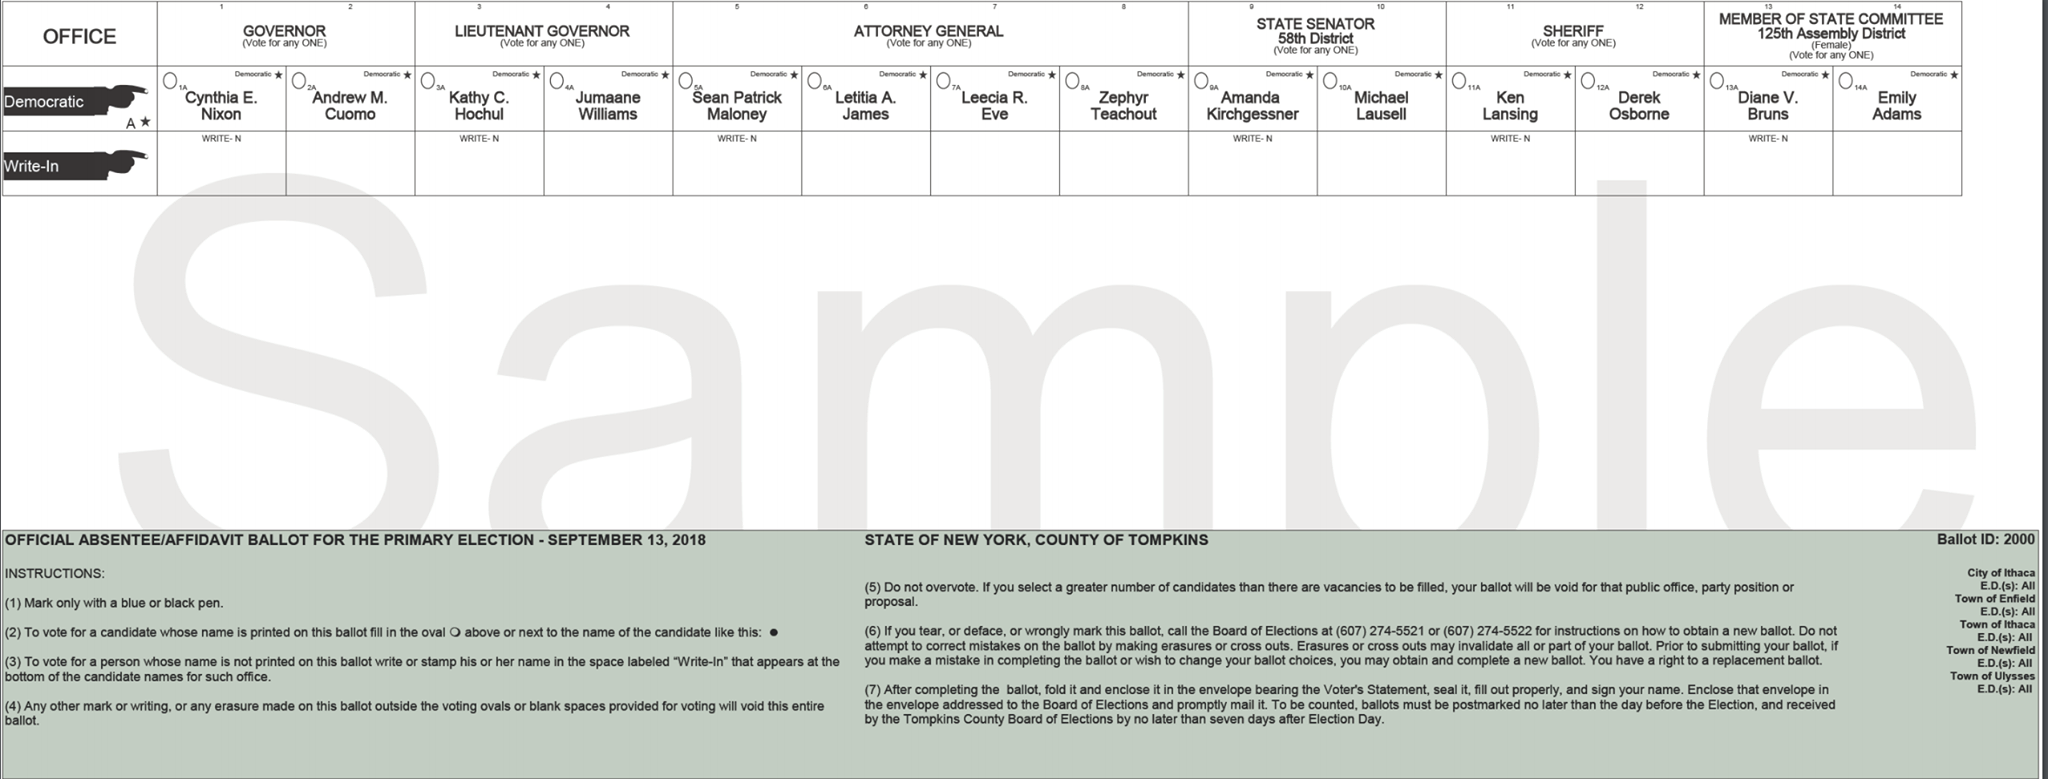 1 2 3 4 5 6 7 8 9 10 11 12 13 14
OFFICE
GOVERNOR
(Vote for any ONE)
LIEUTENANT GOVERNOR
(Vote for any ONE)
ATTORNEY GENERAL
(Vote for any ONE)
STATE SENATOR
58th District
(Vote for any ONE)
SHERIFF
(Vote for any ONE)
MEMBER OF STATE COMMITTEE
125th Assembly District
(Female)
(Vote for any ONE)
Democratic
A ★
Democratic ★
1A
Cynthia E.
Nixon
Democratic ★
2A
Andrew M.
Cuomo
Democratic ★
3A
Kathy C.
Hochul
Democratic ★
4A
Jumaane
Williams
Democratic ★
5A
Sean Patrick
Maloney
Democratic ★
6A
Letitia A.
James
Democratic ★
7A
Leecia R.
Eve
Democratic ★
8A
Zephyr
Teachout
Democratic ★
9A
Amanda
Kirchgessner
Democratic ★
10A
Michael
Lausell
Democratic ★
11A
Ken
Lansing
Democratic ★
12A
Derek
Osborne
Democratic ★
13A
Diane V.
Bruns
Democratic ★
14A
Emily
Adams
Write-In
WRITE- N
WRITE- N
WRITE- N
WRITE- N
WRITE- N
WRITE- N
Sample
OFFICIAL ABSENTEE/AFFIDAVIT BALLOT FOR THE PRIMARY ELECTION - SEPTEMBER 13, 2018
INSTRUCTIONS:
(1) Mark only with a blue or black pen.
(2) To vote for a candidate whose name is printed on this ballot fill in the oval above or next to the name of the candidate like this: ●
(3) To vote for a person whose name is not printed on this ballot write or stamp his or her name in the space labeled “Write-In” that appears at the
bottom of the candidate names for such office.
(4) Any other mark or writing, or any erasure made on this ballot outside the voting ovals or blank spaces provided for voting will void this entire
ballot.
STATE OF NEW YORK, COUNTY OF TOMPKINS
(5) Do not overvote. If you select a greater number of candidates than there are vacancies to be filled, your ballot will be void for that public office, party position or
proposal.
(6) If you tear, or deface, or wrongly mark this ballot, call the Board of Elections at (607) 274-5521 or (607) 274-5522 for instructions on how to obtain a new ballot. Do not
attempt to correct mistakes on the ballot by making erasures or cross outs. Erasures or cross outs may invalidate all or part of your ballot. Prior to submitting your ballot, if
you make a mistake in completing the ballot or wish to change your ballot choices, you may obtain and complete a new ballot. You have a right to a replacement ballot.
(7) After completing the ballot, fold it and enclose it in the envelope bearing the Voter's Statement, seal it, fill out properly, and sign your name. Enclose that envelope in
the envelope addressed to the Board of Elections and promptly mail it. To be counted, ballots must be postmarked no later than the day before the Election, and received
by the Tompkins County Board of Elections by no later than seven days after Election Day.
Ballot ID: 2000
City of Ithaca
E.D.(s): All
Town of Enfield
E.D.(s): All
Town of Ithaca
E.D.(s): All
Town of Newfield
E.D.(s): All
Town of Ulysses
E.D.(s): All